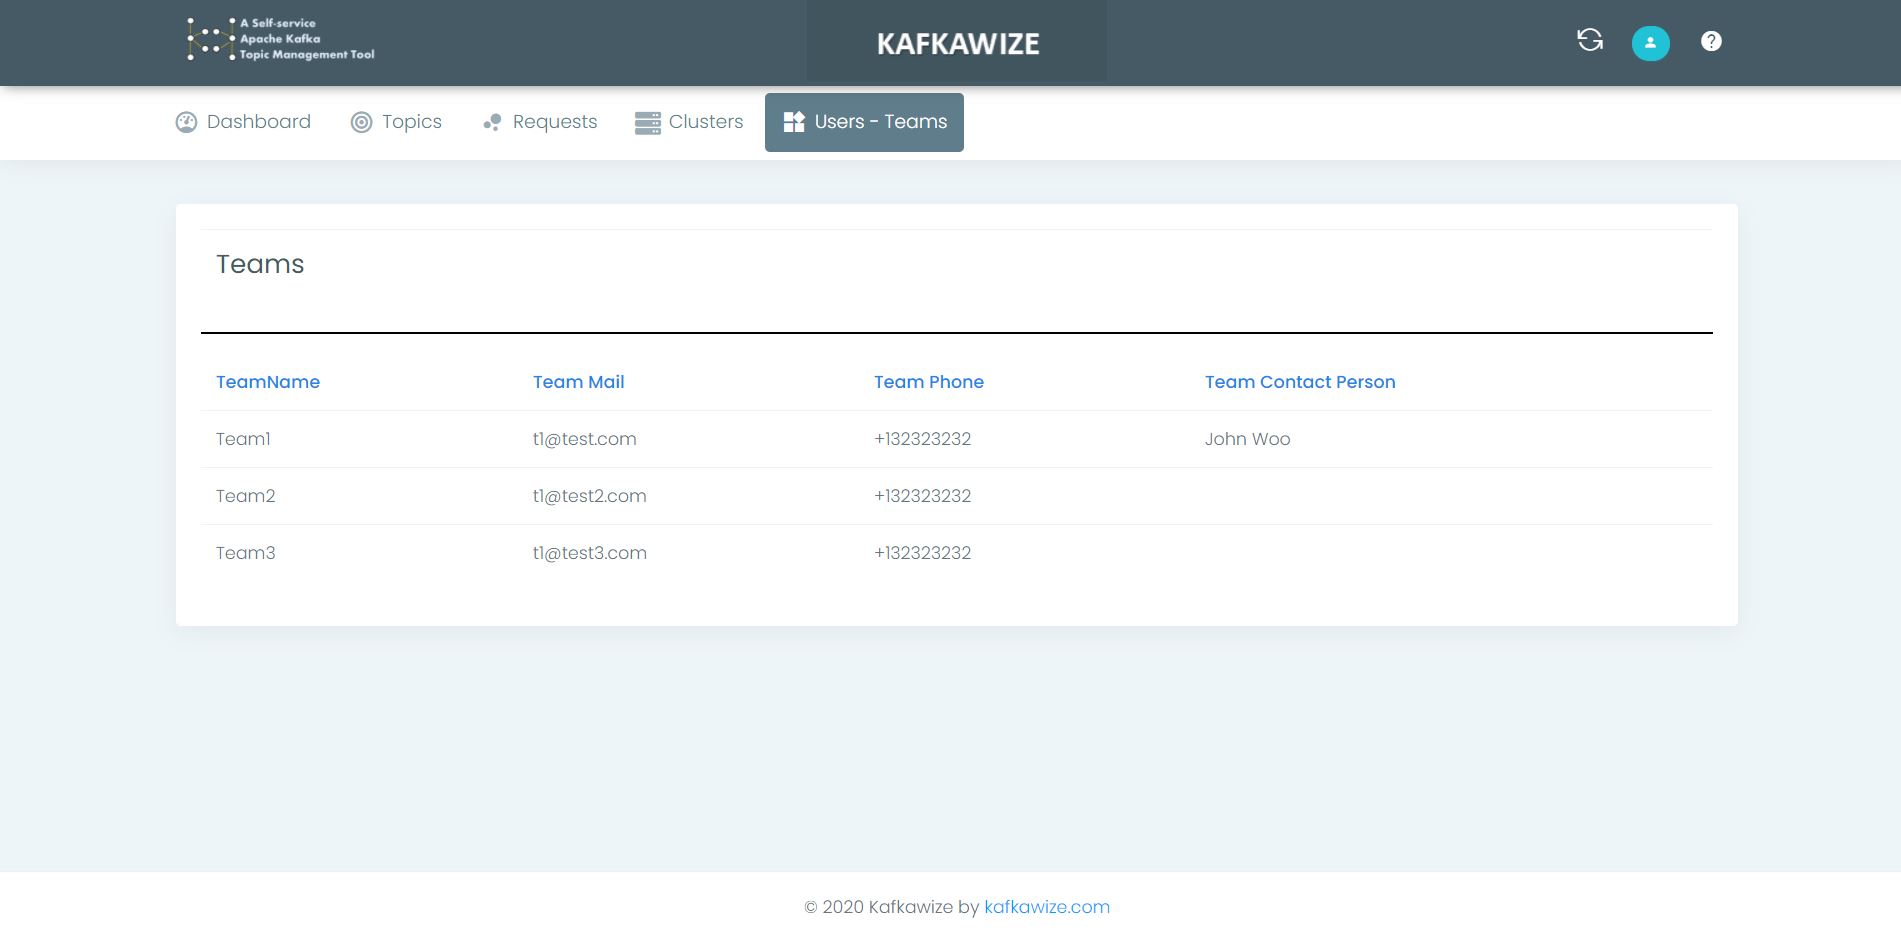 A Self-service
Apache Kafka
Topic Management Tool
KAFKAWIZE
Dashboard Topics Requests Clusters Users - Teams
Teams
TeamName Team Mail Team Phone Team Contact Person
Team1 t1@test.com +132323232 John Woo
Team2 t1@test2.com +132323232
Team3 t1@test3.com +132323232
© 2020 Kafkawize by kafkawize.com